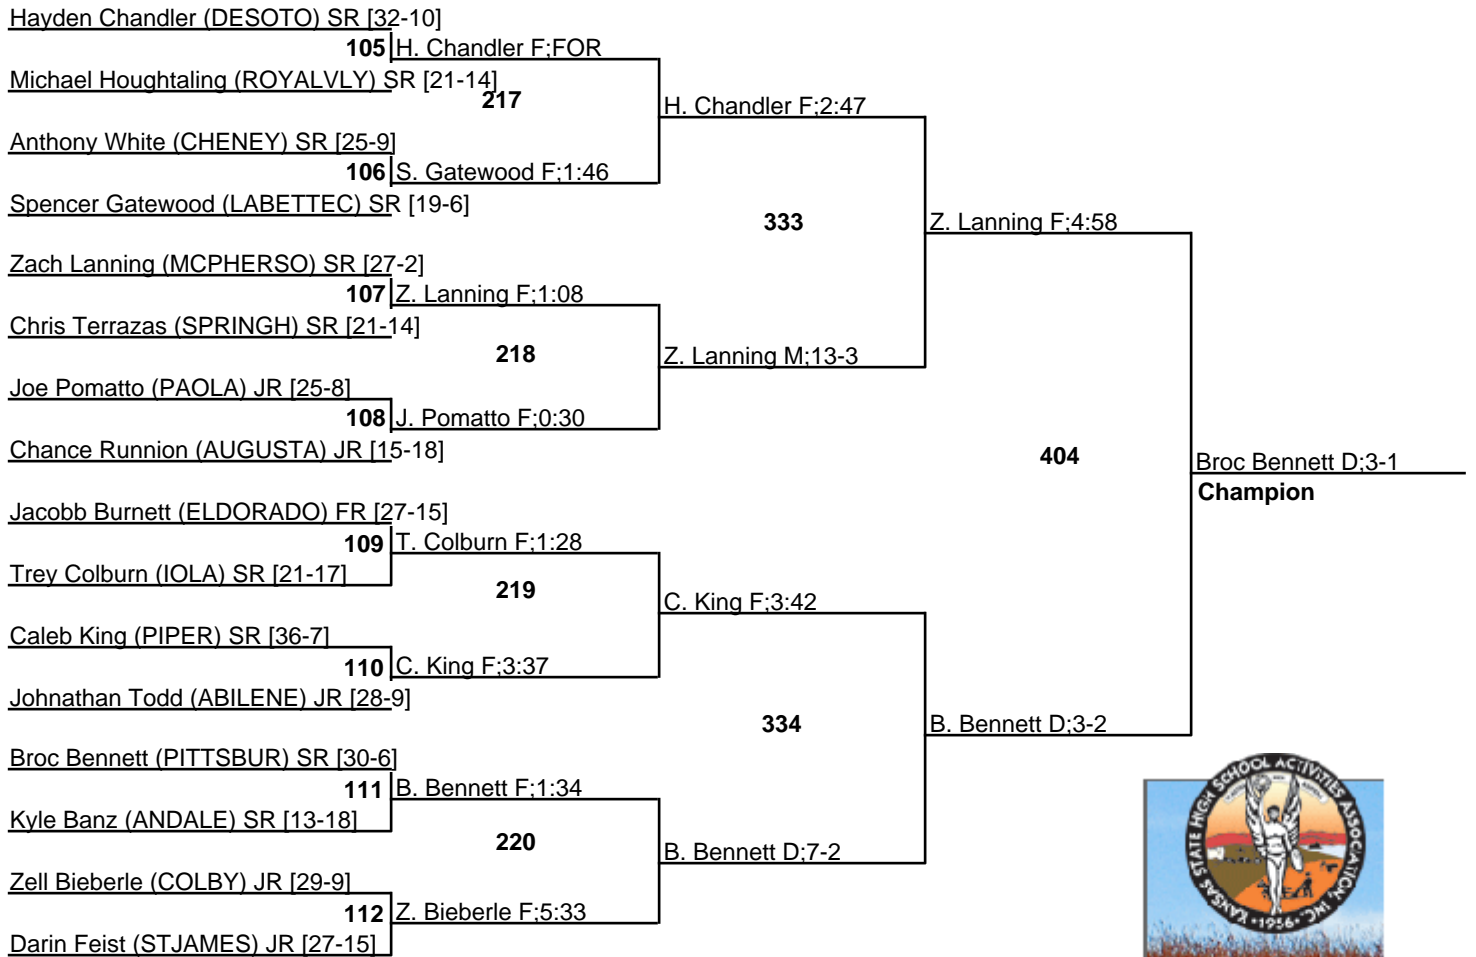 Hayden Chandler (DESOTO) SR [32-10]
105 H. Chandler F;FOR
Michael Houghtaling (ROYALVLY) SR [21-14]
217
H. Chandler F;2:47
Anthony White (CHENEY) SR [25-9]
106 S. Gatewood F;1:46
Spencer Gatewood (LABETTEC) SR [19-6]
333
Z. Lanning F;4:58
Zach Lanning (MCPHERSO) SR [27-2]
107 Z. Lanning F;1:08
Chris Terrazas (SPRINGH) SR [21-14]
218
Z. Lanning M;13-3
Joe Pomatto (PAOLA) JR [25-8]
108 J. Pomatto F;0:30
Chance Runnion (AUGUSTA) JR [15-18]
404
Broc Bennett D;3-1
Champion
Jacobb Burnett (ELDORADO) FR [27-15]
109 T. Colburn F;1:28
Trey Colburn (IOLA) SR [21-17]
219
C. King F;3:42
Caleb King (PIPER) SR [36-7]
110 C. King F;3:37
Johnathan Todd (ABILENE) JR [28-9]
334
B. Bennett D;3-2
Broc Bennett (PITTSBUR) SR [30-6]
111 B. Bennett F;1:34
Kyle Banz (ANDALE) SR [13-18]
220
B. Bennett D;7-2
Zell Bieberle (COLBY) JR [29-9]
112 Z. Bieberle F;5:33
Darin Feist (STJAMES) JR [27-15]
KANSAS STATE HIGH SCHOOL ACTIVITIES ASSOCIATION, INC.
•1956•